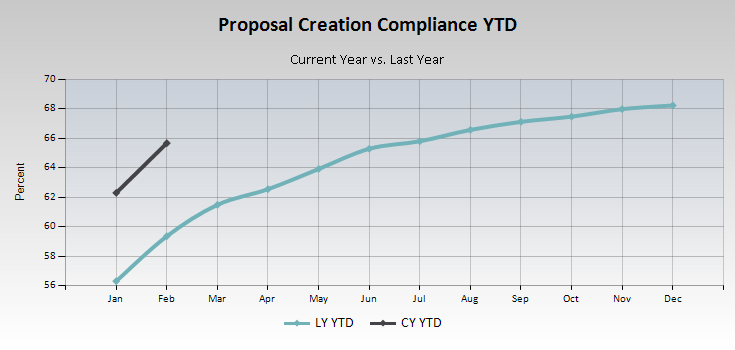 Proposal Creation Compliance YTD
Current Year vs. Last Year
70
68
66
64
62
60
58
56
Percent
Jan Feb Mar Apr May Jun Jul Aug Sep Oct Nov Dec
LY YTD CY YTD